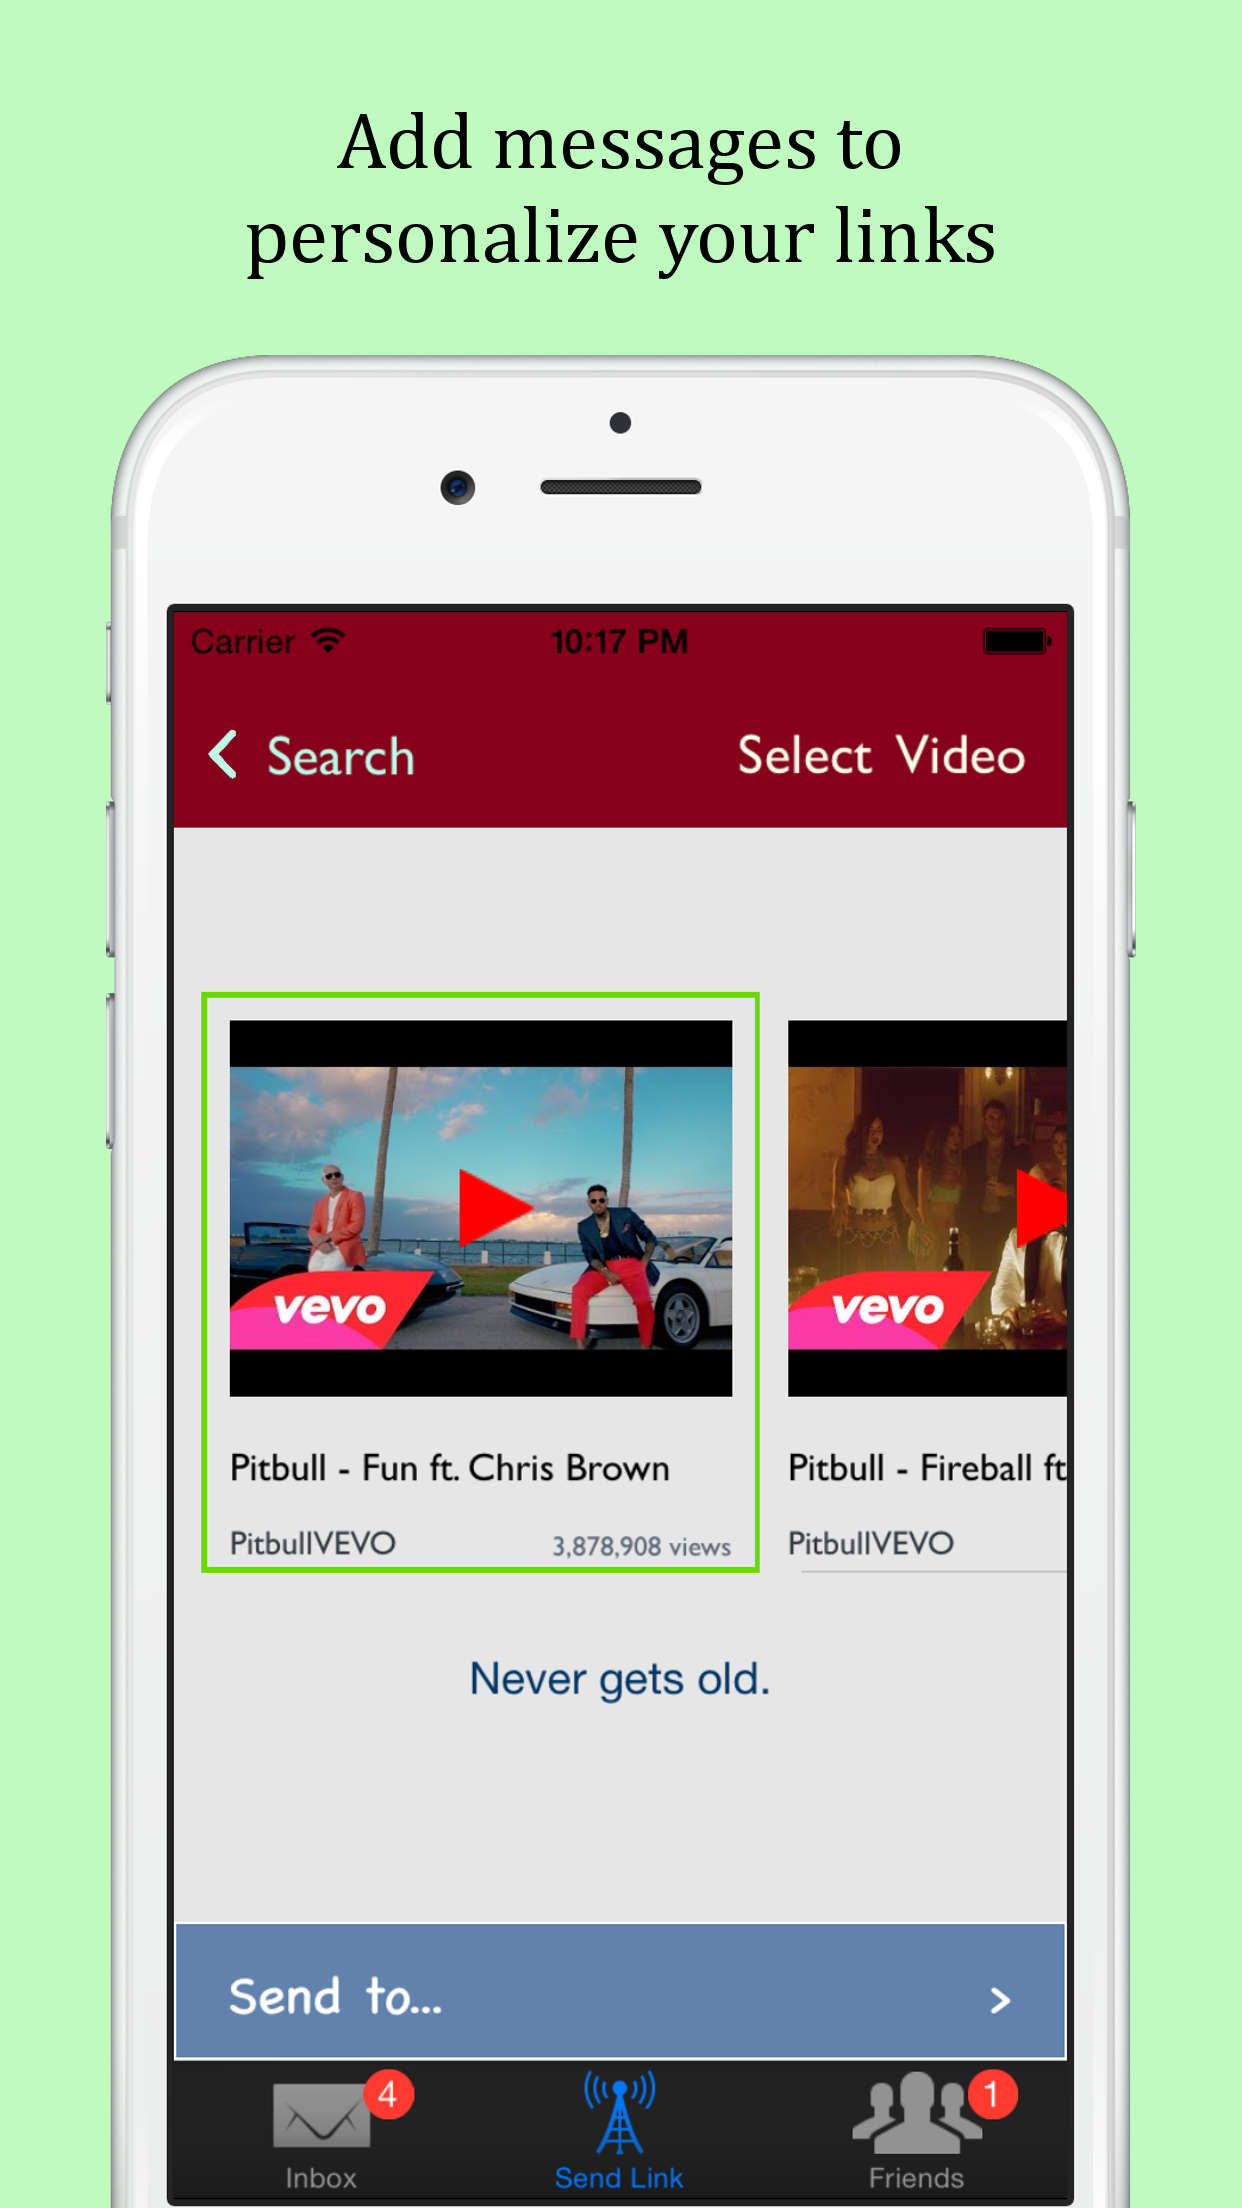 Add messages to
personalize your links
Carrier 10:17 PM
Search Select Video
vevo vevo
Pitbull - Fun ft. Chris Brown Pitbull - Fireball ft
PitbullVEVO 3,878,908 views PitbullVEVO
Never gets old.
Send to... >
4 1
Inbox Send Link Friends